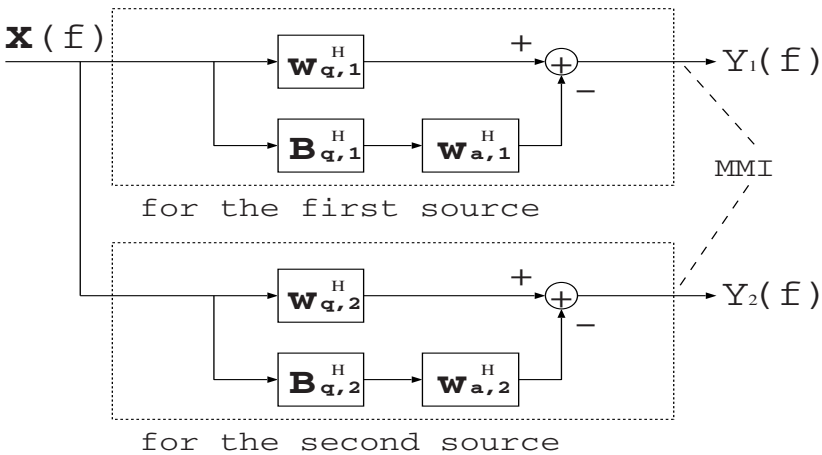 X(f)
w_{q,1}^H
+
+
−
Y_1(f)
B_{q,1}^H
w_{a,1}^H
MMI
for the first source
w_{q,2}^H
+
+
−
Y_2(f)
B_{q,2}^H
w_{a,2}^H
for the second source